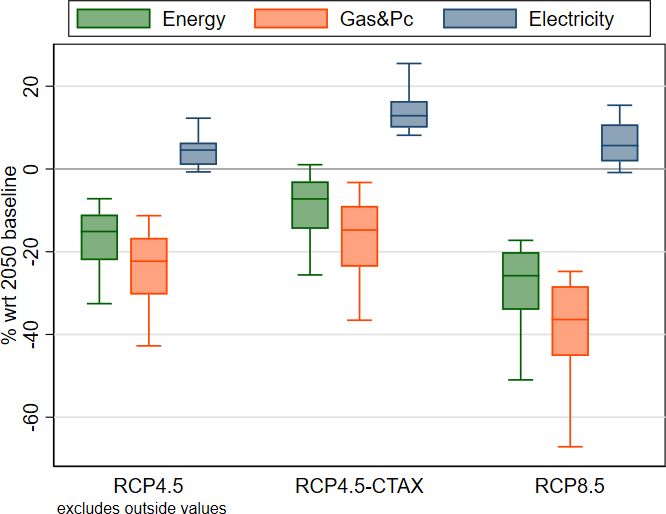 Energy Gas&Pc Electricity
% wrt 2050 baseline
20
0
-20
-40
-60
RCP4.5 RCP4.5-CTAX RCP8.5
excludes outside values